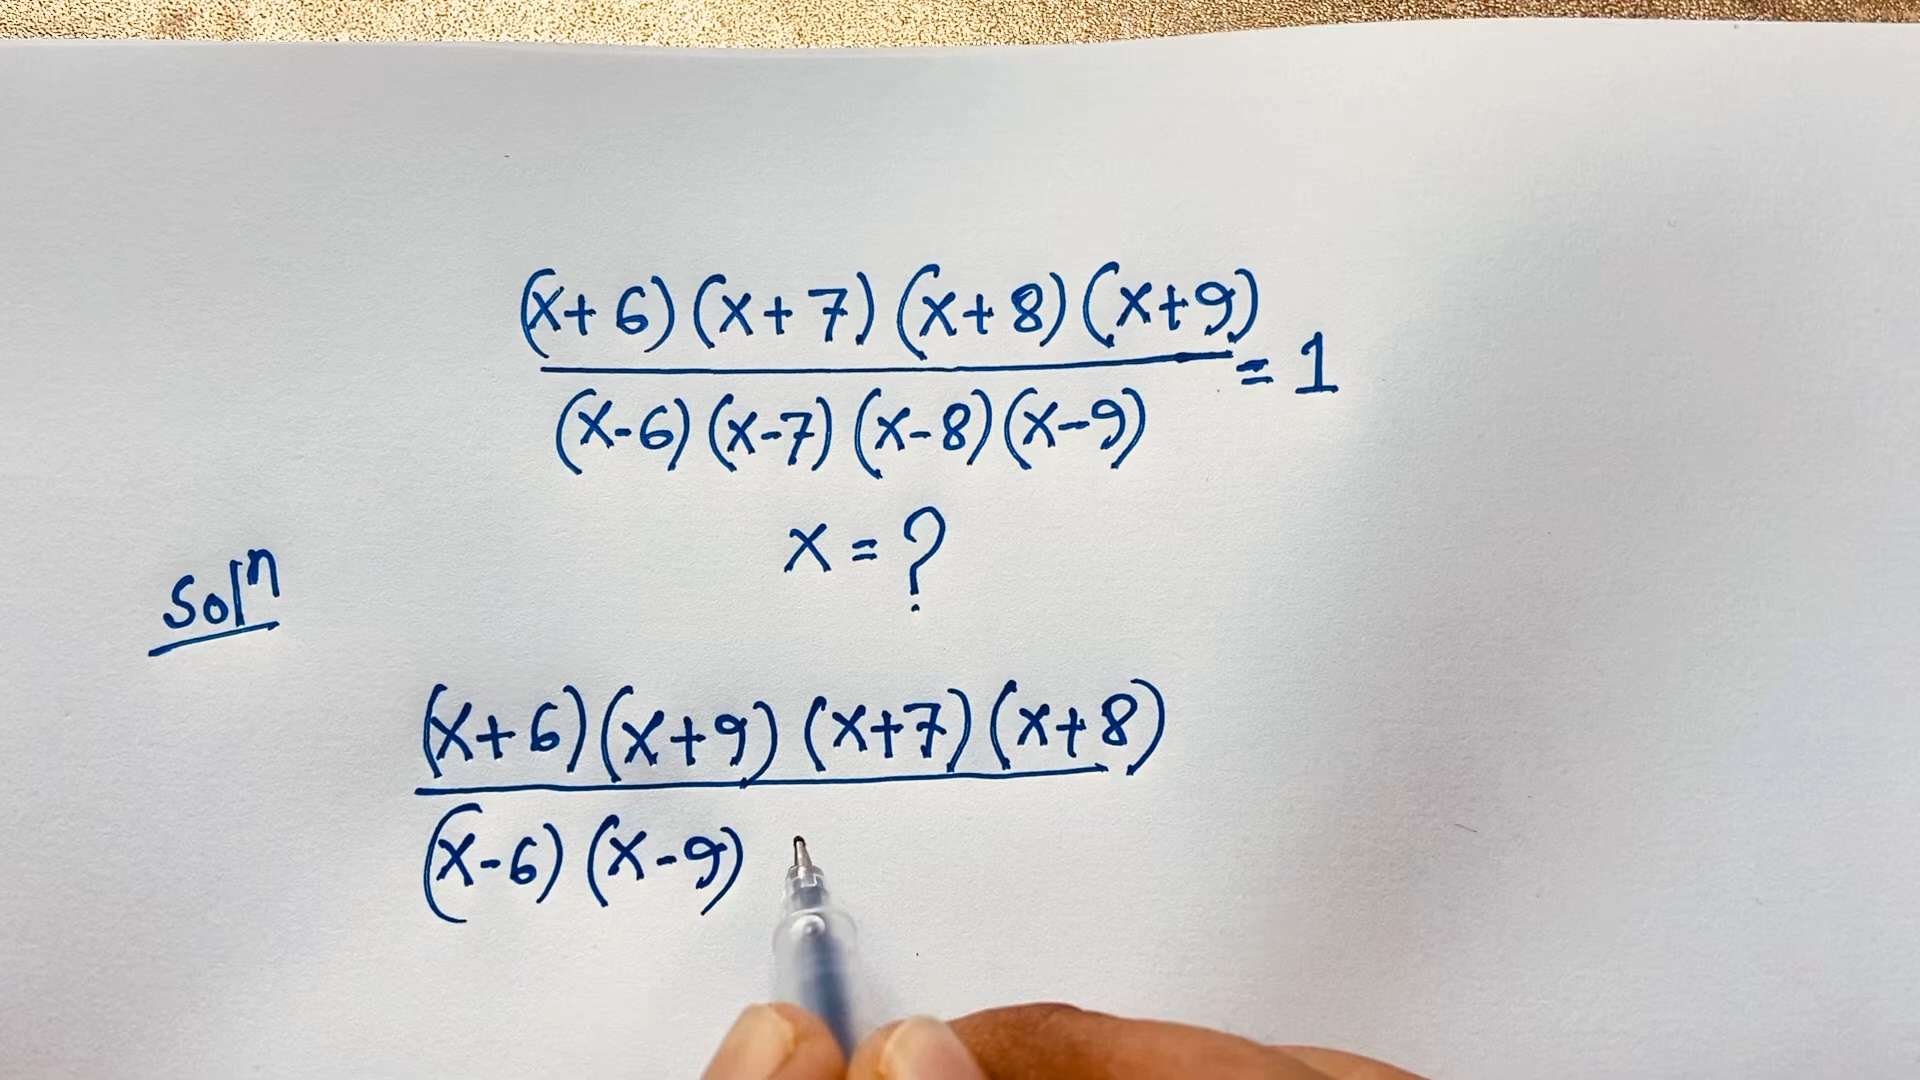 (x+6)(x+7)(x+8)(x+9)
(x-6)(x-7)(x-8)(x-9)
= 1
x = ?
Solⁿ
(x+6)(x+9)(x+7)(x+8)
(x-6)(x-9)